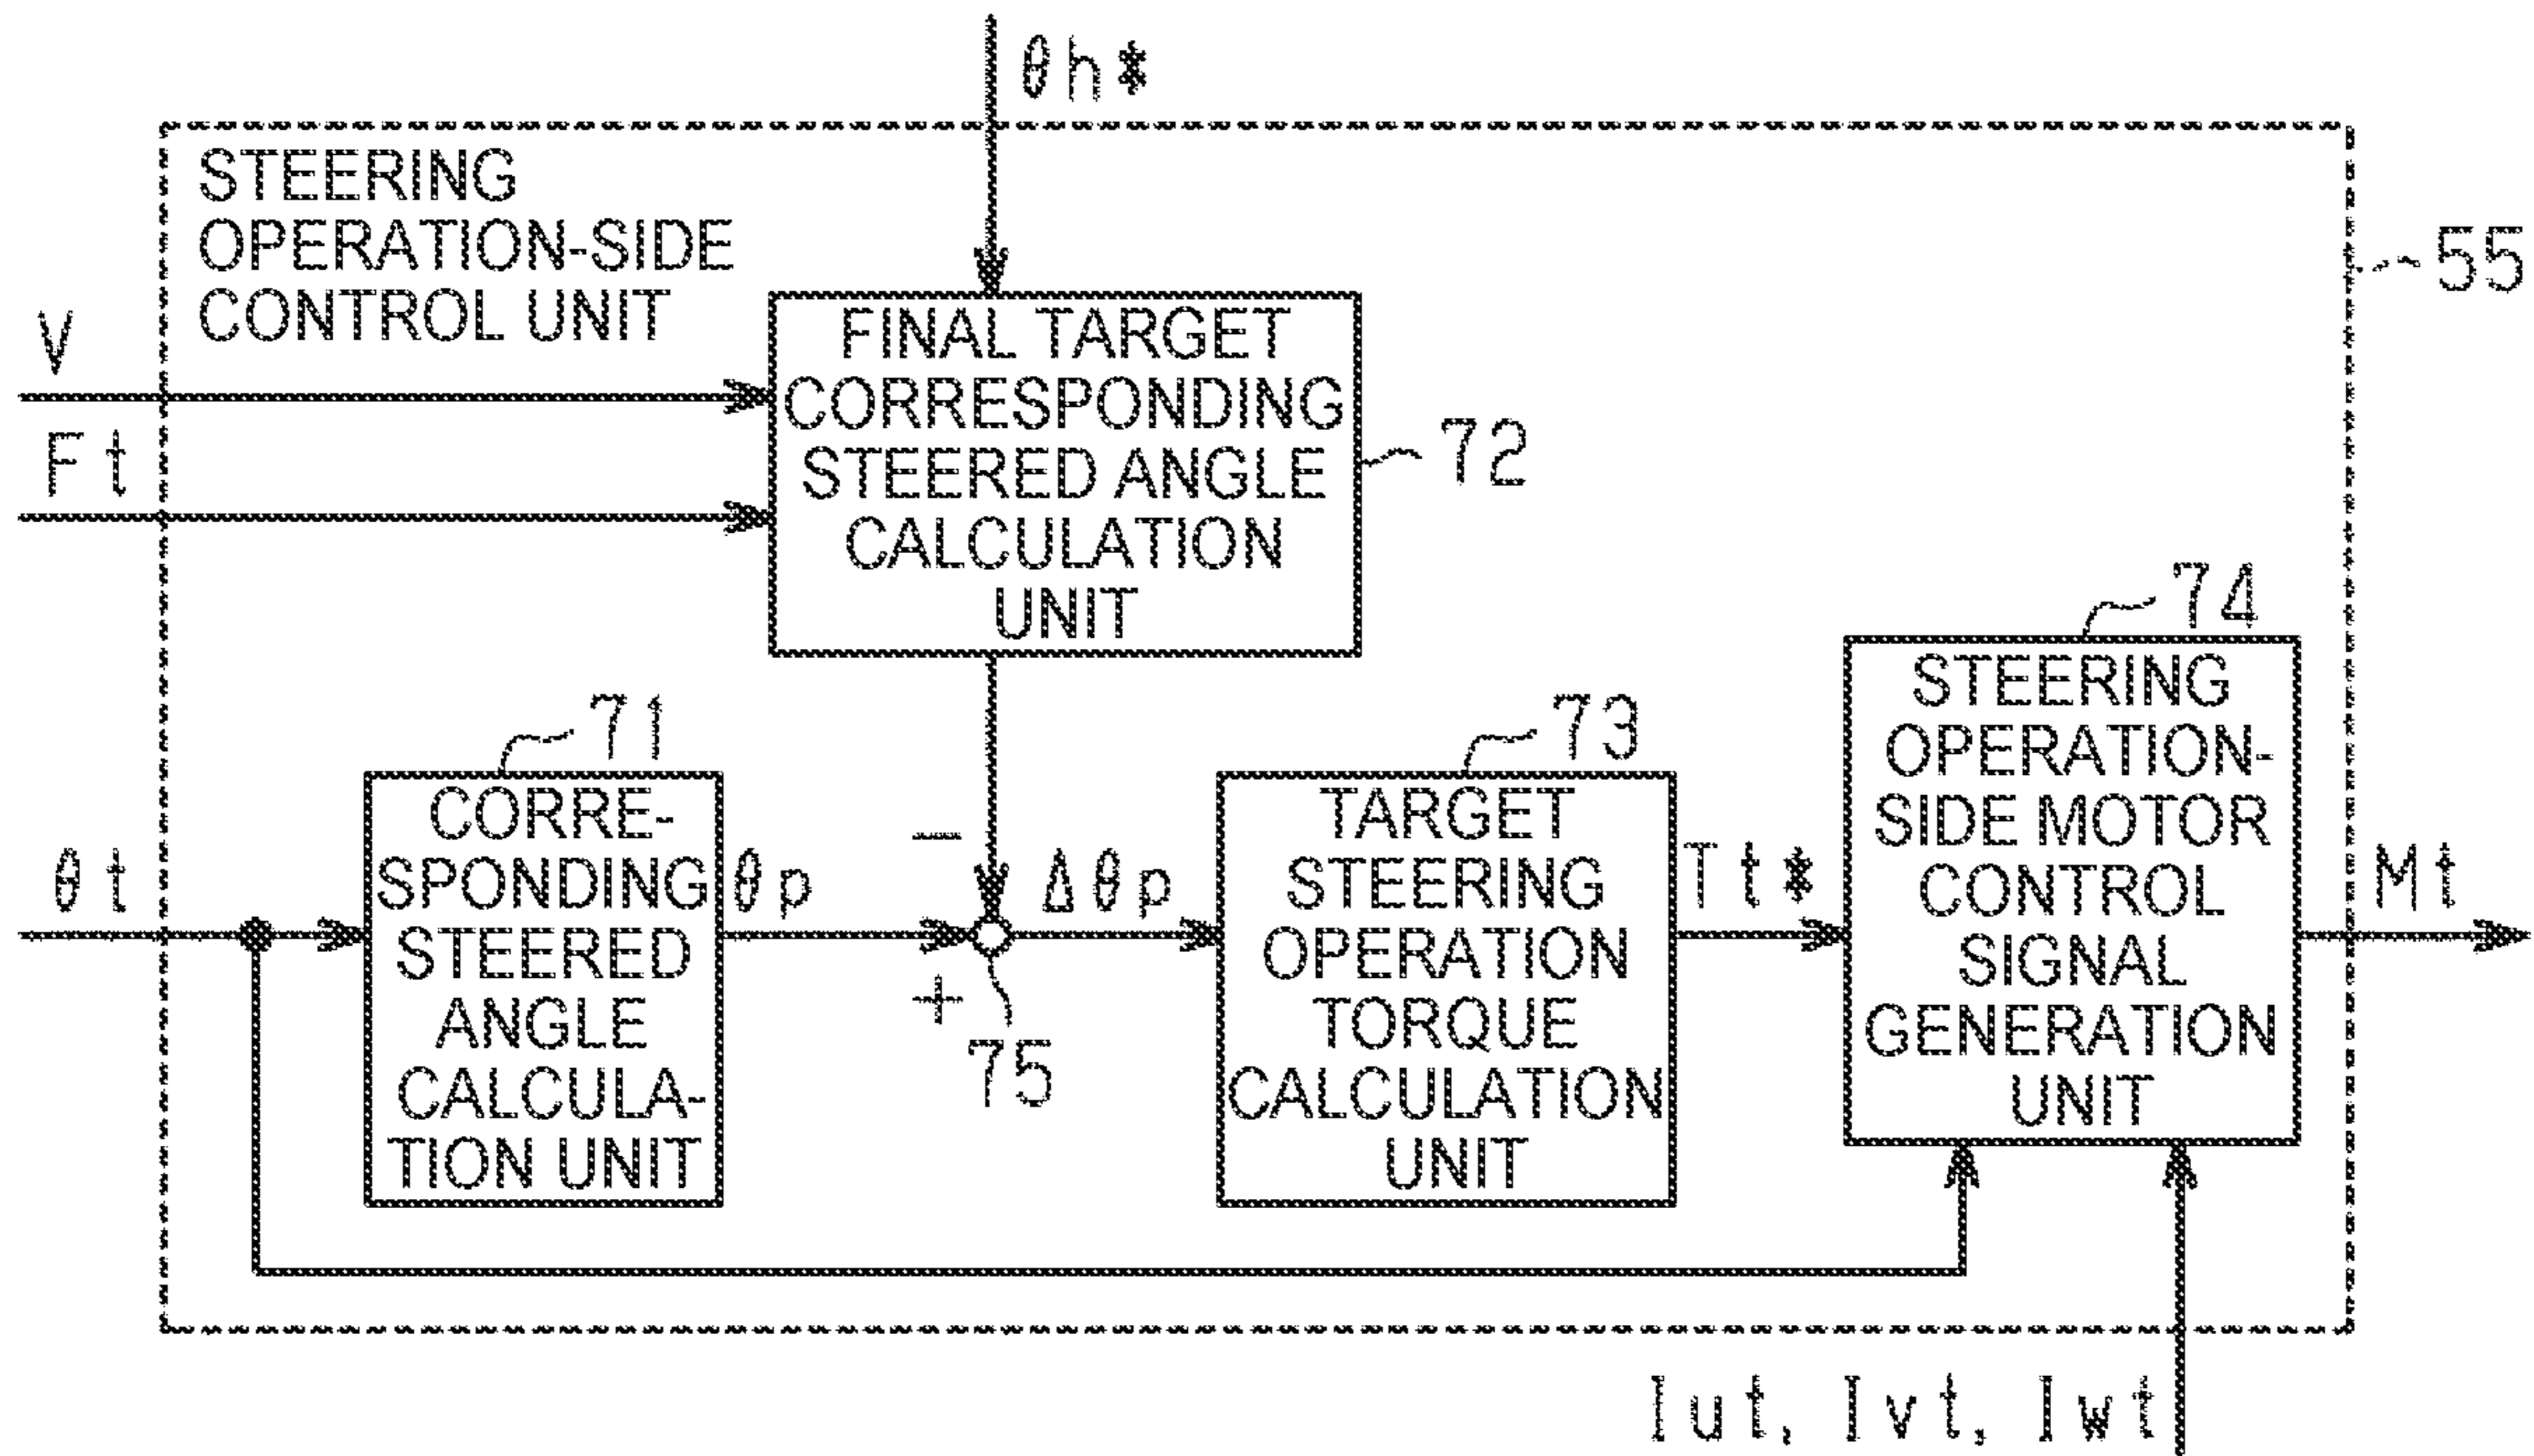 θh*
STEERING
OPERATION-SIDE
CONTROL UNIT
55
V
Ft
FINAL TARGET
CORRESPONDING
STEERED ANGLE
CALCULATION
UNIT
72
74
STEERING
OPERATION-
SIDE MOTOR
CONTROL
SIGNAL
GENERATION
UNIT
71
73
θt
CORRE-
SPONDING
STEERED
ANGLE
CALCULA-
TION UNIT
θp
−
+
75
Δθp
TARGET
STEERING
OPERATION
TORQUE
CALCULATION
UNIT
Tt*
Mt
Iut, Ivt, Iwt